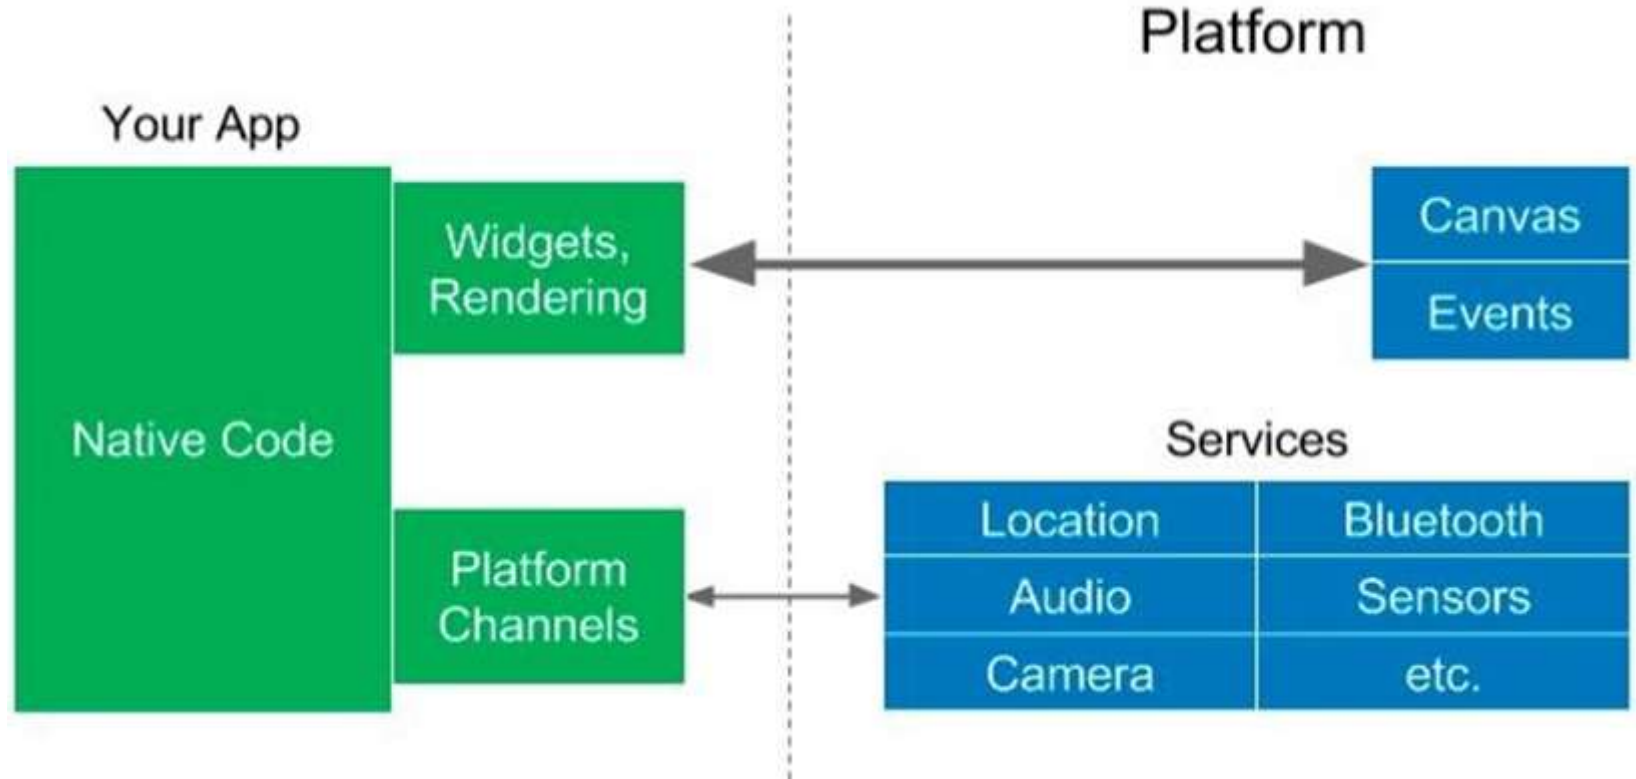 Platform
Your App
Widgets,
Rendering
Canvas
Events
Native Code
Services
Platform
Channels
Location
Bluetooth
Audio
Sensors
Camera
etc.